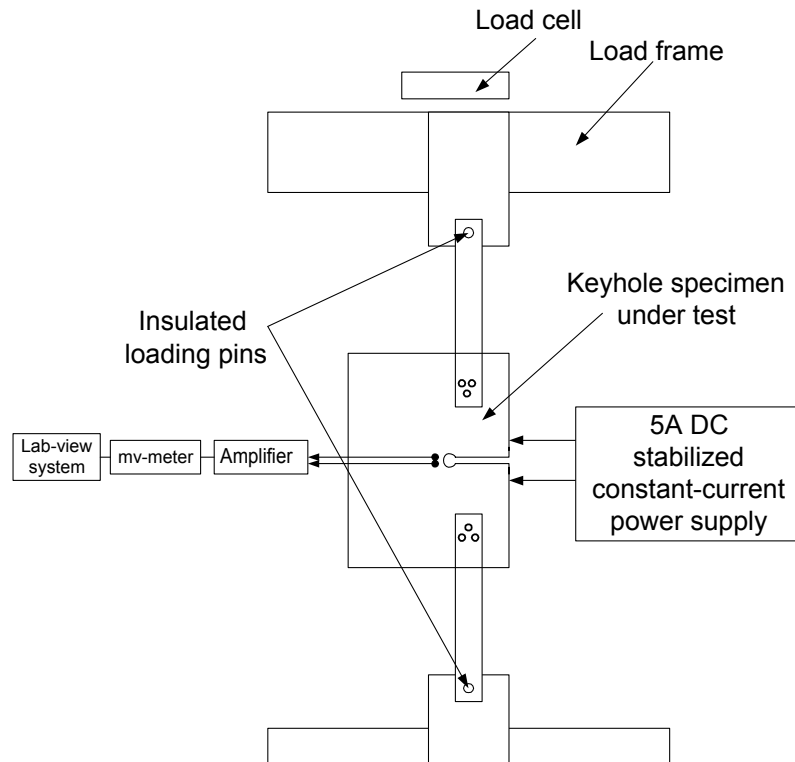 Load cell
Load frame
Keyhole specimen
under test
Insulated
loading pins
5A DC
stabilized
constant-current
power supply
Lab-view
system
mv-meter
Amplifier